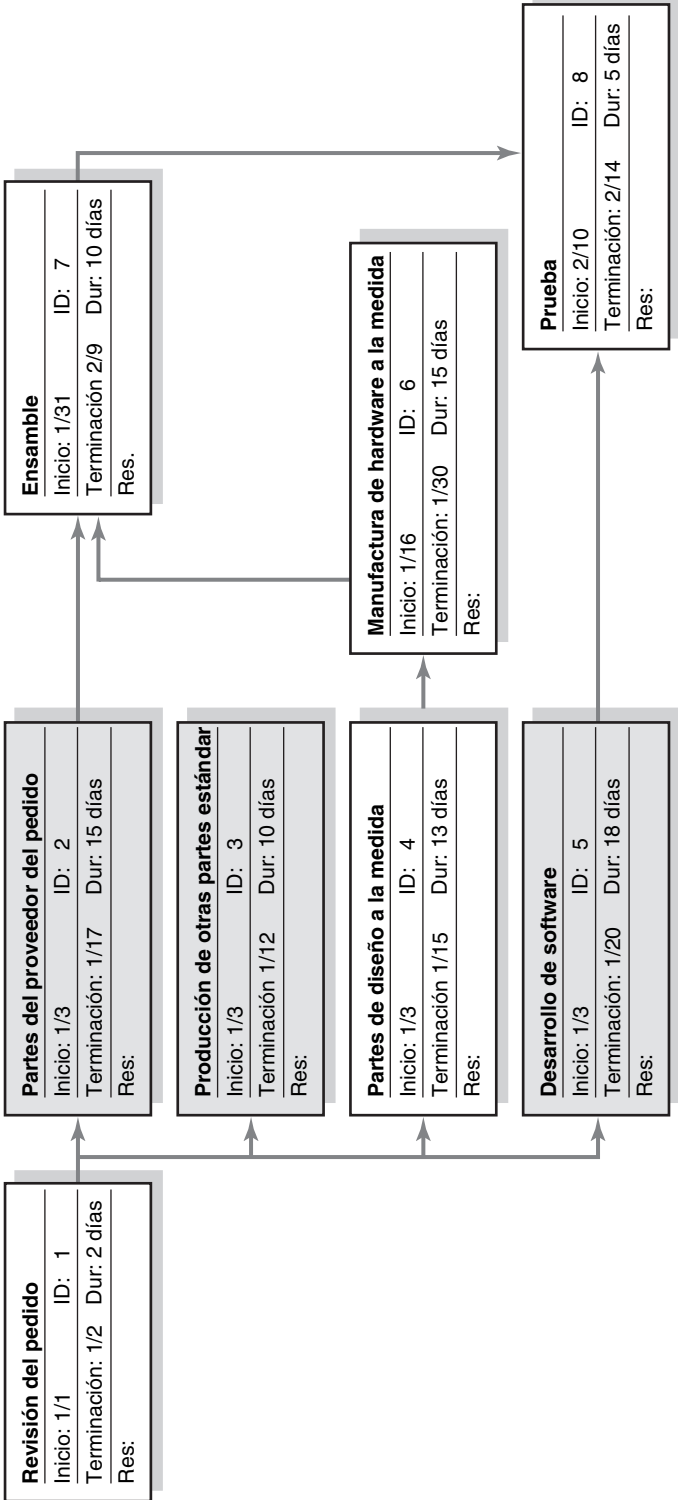 Revisión del pedido
Inicio: 1/1 ID: 1
Terminación: 1/2 Dur: 2 días
Res:
Partes del proveedor del pedido
Inicio: 1/3 ID: 2
Terminación: 1/17 Dur: 15 días
Res:
Producción de otras partes estándar
Inicio: 1/3 ID: 3
Terminación 1/12 Dur: 10 días
Res:
Partes de diseño a la medida
Inicio: 1/3 ID: 4
Terminación 1/15 Dur: 13 días
Res:
Desarrollo de software
Inicio: 1/3 ID: 5
Terminación: 1/20 Dur: 18 días
Res:
Manufactura de hardware a la medida
Inicio: 1/16 ID: 6
Terminación: 1/30 Dur: 15 días
Res:
Ensamble
Inicio: 1/31 ID: 7
Terminación 2/9 Dur: 10 días
Res.
Prueba
Inicio: 2/10 ID: 8
Terminación: 2/14 Dur: 5 días
Res: